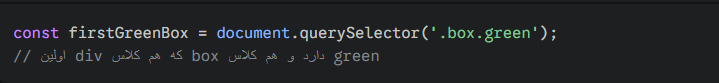 const firstGreenBox = document.querySelector('.box.green');
// اولین div که هم کلاس box دارد و هم کلاس green